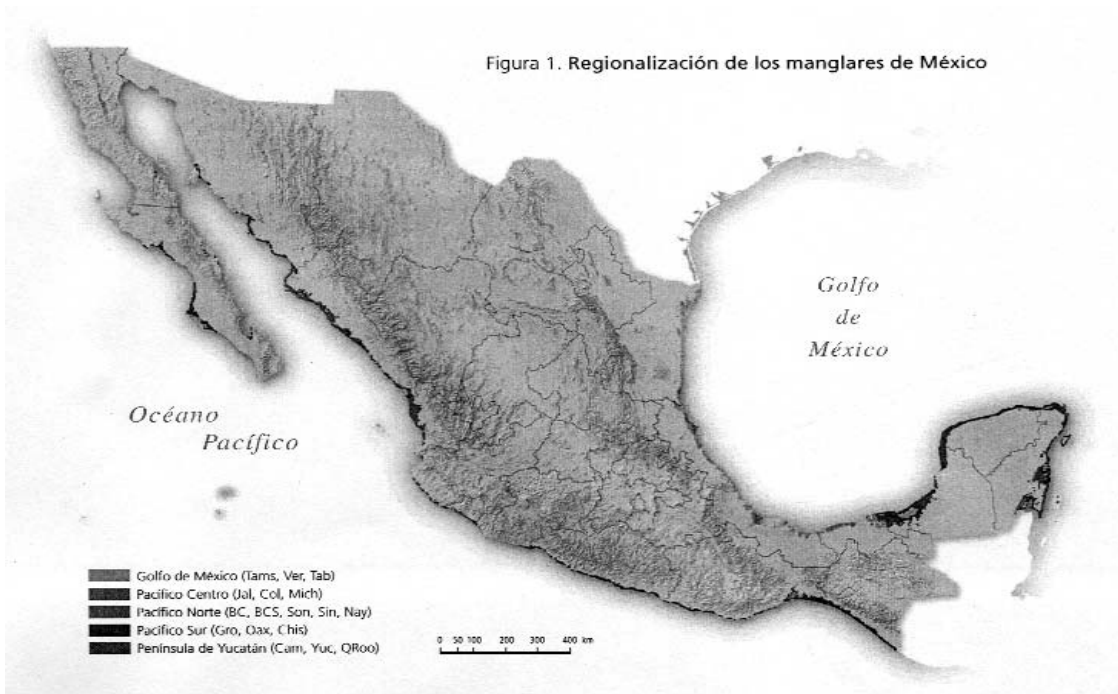 Figura 1. Regionalización de los manglares de México
Golfo
de
México
Océano
Pacífico
Golfo de México (Tams, Ver, Tab)
Pacífico Centro (Jal, Col, Mich)
Pacífico Norte (BC, BCS, Son, Sin, Nay)
Pacífico Sur (Gro, Oax, Chis)
Península de Yucatán (Cam, Yuc, QRoo)
0 50 100 200 300 400 km